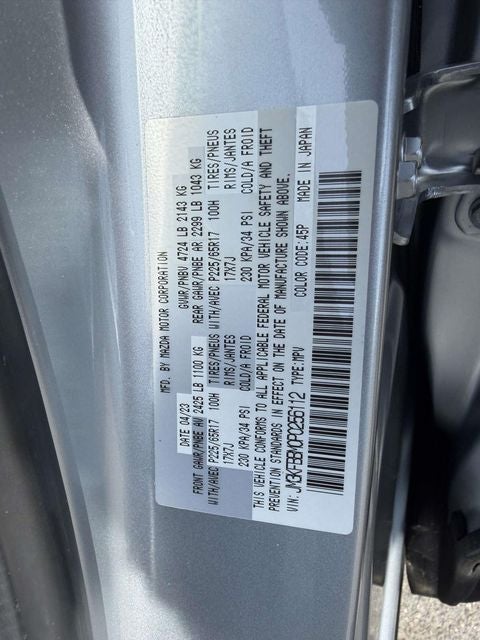 MFD. BY MAZDA MOTOR CORPORATION
DATE 04/23 GVWR/PNBV 4724 LB 2143 KG
FRONT GAWR/PNBE AV 2425 LB 1100 KG REAR GAWR/PNBE AR 2299 LB 1043 KG
WITH/AVEC P225/65R17 100H TIRES/PNEUS WITH/AVEC P225/65R17 100H TIRES/PNEUS
17X7J RIMS/JANTES 17X7J RIMS/JANTES
230 KPA/34 PSI COLD/A FROID 230 KPA/34 PSI COLD/A FROID
THIS VEHICLE CONFORMS TO ALL APPLICABLE FEDERAL MOTOR VEHICLE SAFETY AND THEFT
PREVENTION STANDARDS IN EFFECT ON THE DATE OF MANUFACTURE SHOWN ABOVE.
VIN: JM3KFBBM0P0256112 TYPE:MPV COLOR CODE:45P MADE IN JAPAN